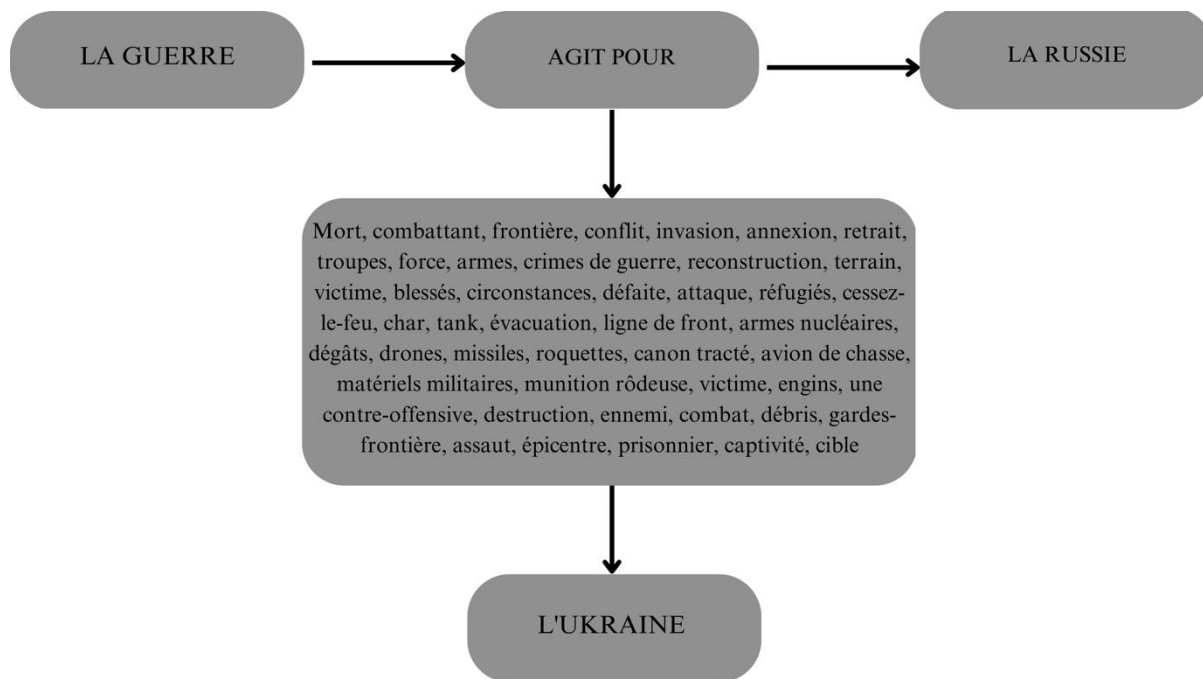 LA GUERRE
AGIT POUR
LA RUSSIE
Mort, combattant, frontière, conflit, invasion, annexion, retrait,
troupes, force, armes, crimes de guerre, reconstruction, terrain,
victime, blessés, circonstances, défaite, attaque, réfugiés, cessez-
le-feu, char, tank, évacuation, ligne de front, armes nucléaires,
dégâts, drones, missiles, roquettes, canon tracté, avion de chasse,
matériels militaires, munition rôdeuse, victime, engins, une
contre-offensive, destruction, ennemi, combat, débris, gardes-
frontière, assaut, épicentre, prisonnier, captivité, cible
L'UKRAINE